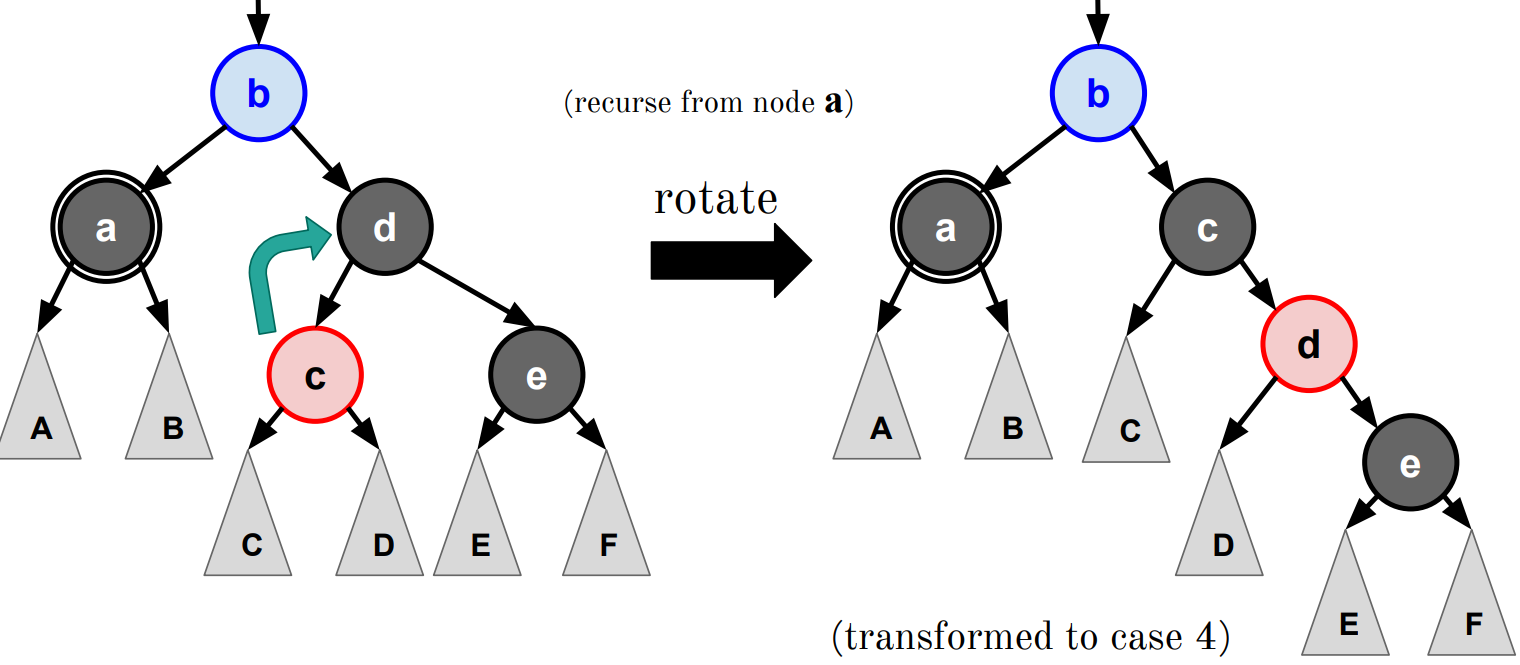 b
b
(recurse from node a)
rotate
a
d
a
c
c
e
d
e
A
B
A
B
C
C
D
E
F
D
E
F
(transformed to case 4)